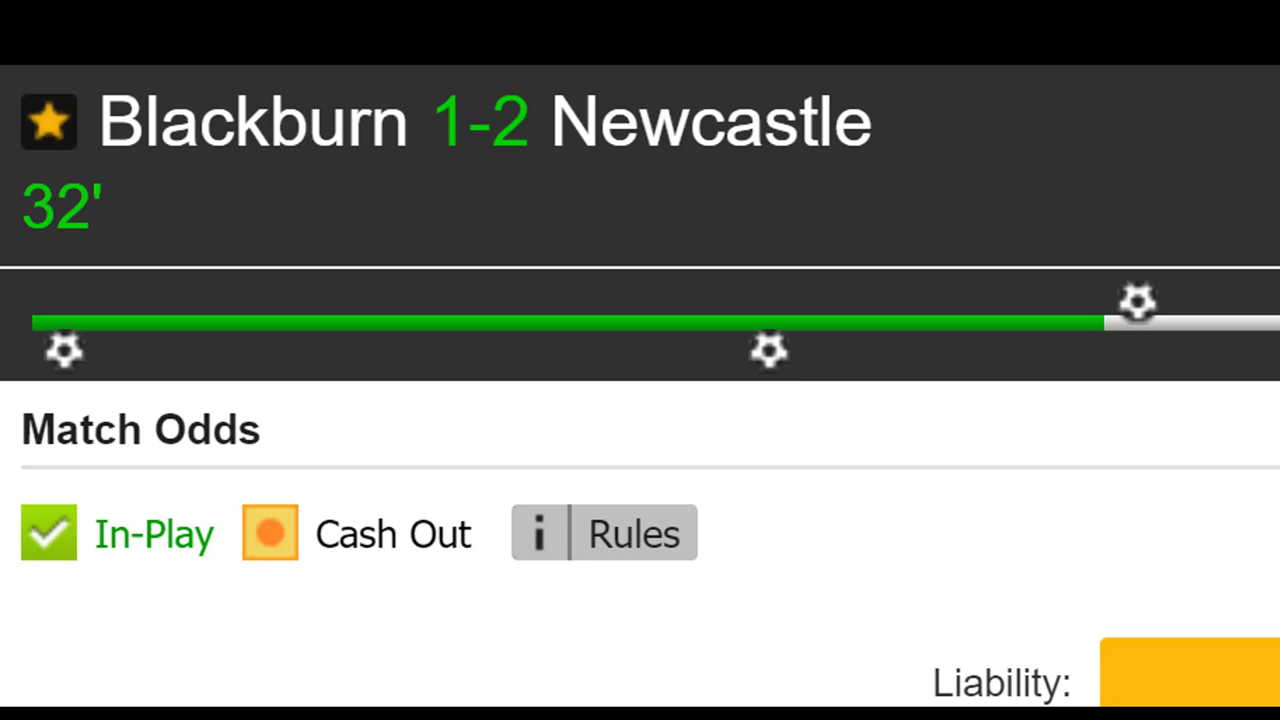 Blackburn 1-2 Newcastle
32'
Match Odds
In-Play Cash Out i Rules
Liability: